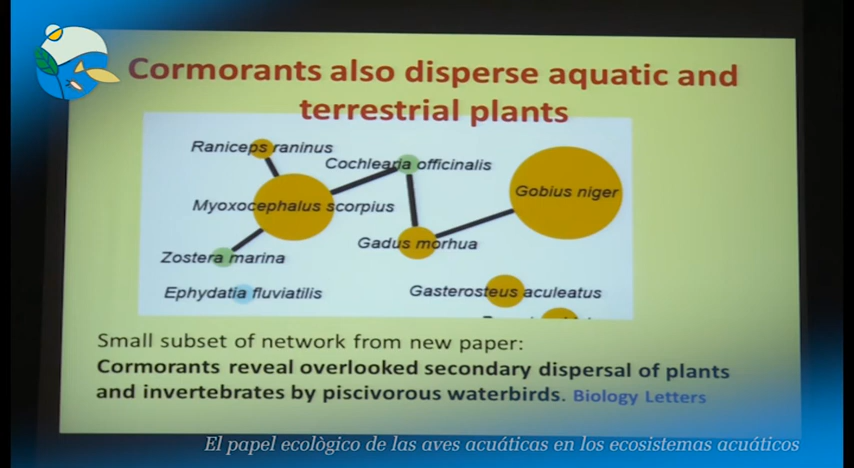 Cormorants also disperse aquatic and
terrestrial plants
Raniceps raninus
Cochlearia officinalis
Gobius niger
Myoxocephalus scorpius
Gadus morhua
Zostera marina
Ephydatia fluviatilis
Gasterosteus aculeatus
Small subset of network from new paper:
Cormorants reveal overlooked secondary dispersal of plants
and invertebrates by piscivorous waterbirds. Biology Letters
El papel ecològico de las aves acuáticas en los ecosistemas acuáticos